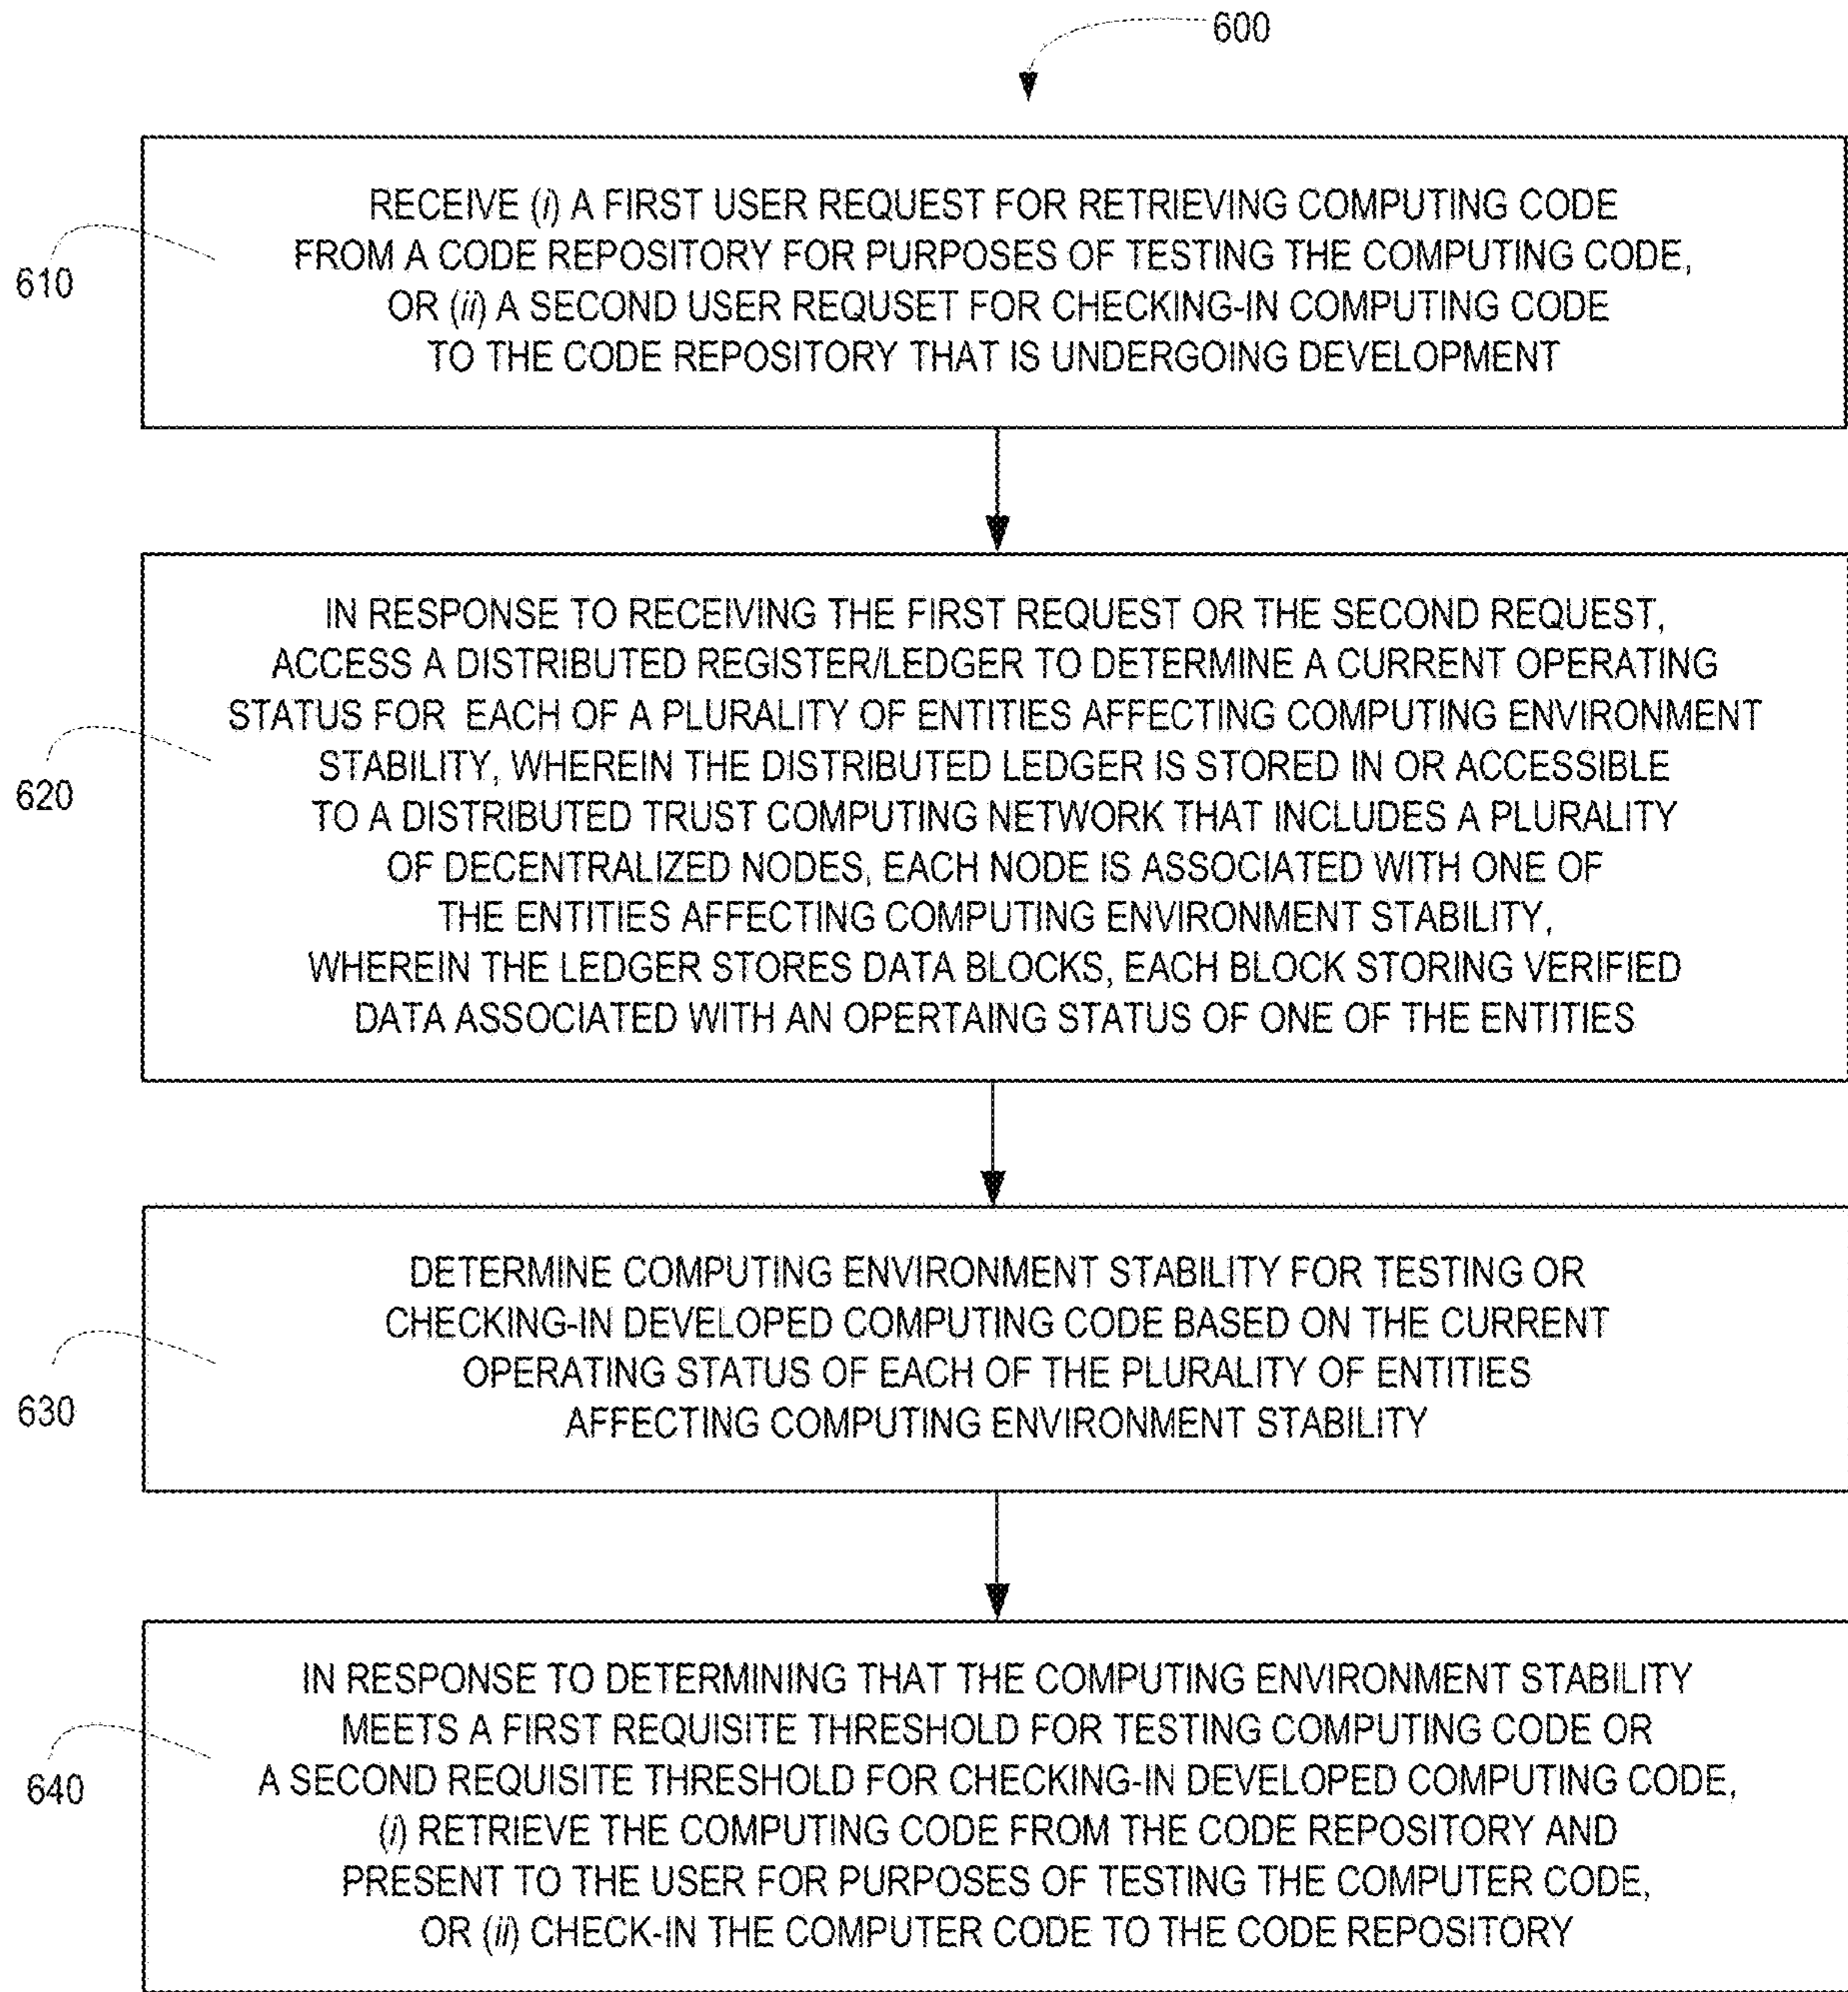 600
610
RECEIVE (i) A FIRST USER REQUEST FOR RETRIEVING COMPUTING CODE
FROM A CODE REPOSITORY FOR PURPOSES OF TESTING THE COMPUTING CODE,
OR (ii) A SECOND USER REQUSET FOR CHECKING-IN COMPUTING CODE
TO THE CODE REPOSITORY THAT IS UNDERGOING DEVELOPMENT
620
IN RESPONSE TO RECEIVING THE FIRST REQUEST OR THE SECOND REQUEST,
ACCESS A DISTRIBUTED REGISTER/LEDGER TO DETERMINE A CURRENT OPERATING
STATUS FOR EACH OF A PLURALITY OF ENTITIES AFFECTING COMPUTING ENVIRONMENT
STABILITY, WHEREIN THE DISTRIBUTED LEDGER IS STORED IN OR ACCESSIBLE
TO A DISTRIBUTED TRUST COMPUTING NETWORK THAT INCLUDES A PLURALITY
OF DECENTRALIZED NODES, EACH NODE IS ASSOCIATED WITH ONE OF
THE ENTITIES AFFECTING COMPUTING ENVIRONMENT STABILITY,
WHEREIN THE LEDGER STORES DATA BLOCKS, EACH BLOCK STORING VERIFIED
DATA ASSOCIATED WITH AN OPERTAING STATUS OF ONE OF THE ENTITIES
630
DETERMINE COMPUTING ENVIRONMENT STABILITY FOR TESTING OR
CHECKING-IN DEVELOPED COMPUTING CODE BASED ON THE CURRENT
OPERATING STATUS OF EACH OF THE PLURALITY OF ENTITIES
AFFECTING COMPUTING ENVIRONMENT STABILITY
640
IN RESPONSE TO DETERMINING THAT THE COMPUTING ENVIRONMENT STABILITY
MEETS A FIRST REQUISITE THRESHOLD FOR TESTING COMPUTING CODE OR
A SECOND REQUISITE THRESHOLD FOR CHECKING-IN DEVELOPED COMPUTING CODE,
(i) RETRIEVE THE COMPUTING CODE FROM THE CODE REPOSITORY AND
PRESENT TO THE USER FOR PURPOSES OF TESTING THE COMPUTER CODE,
OR (ii) CHECK-IN THE COMPUTER CODE TO THE CODE REPOSITORY